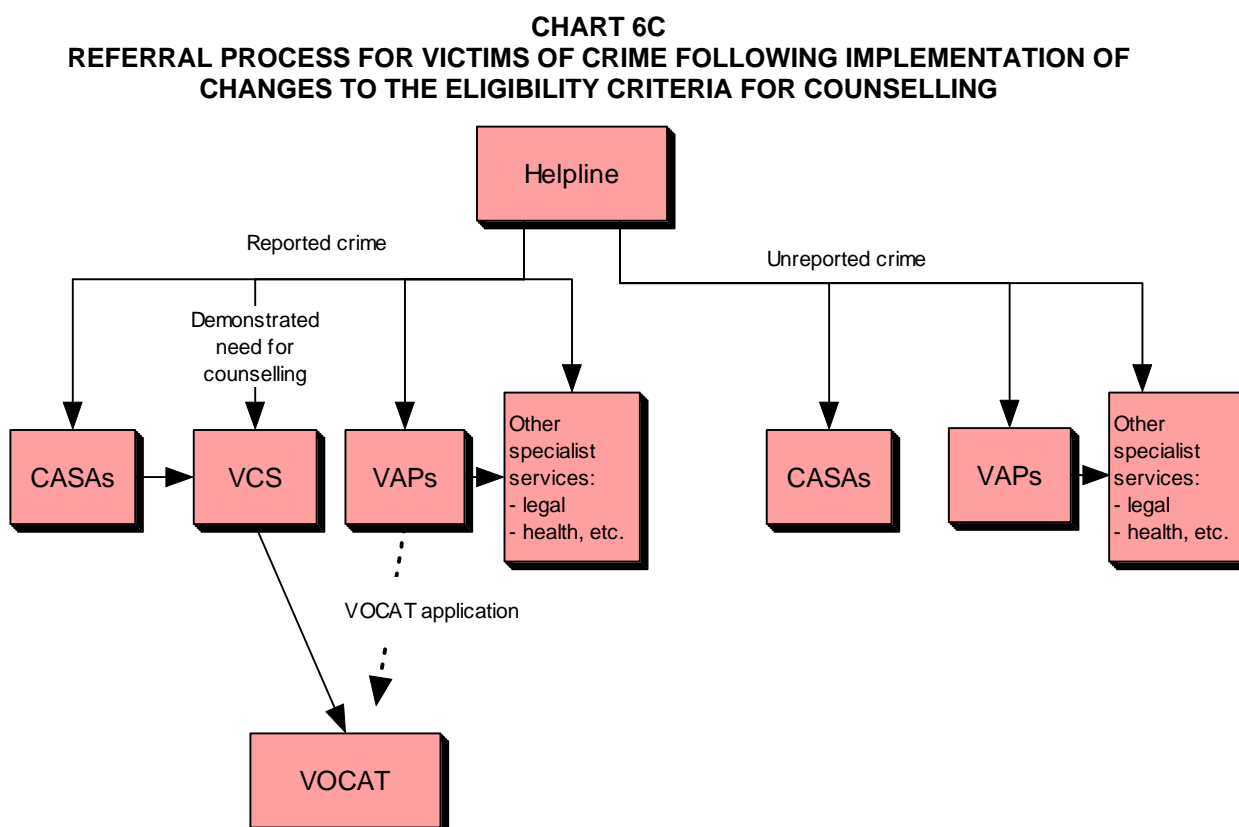 CHART 6C
REFERRAL PROCESS FOR VICTIMS OF CRIME FOLLOWING IMPLEMENTATION OF
CHANGES TO THE ELIGIBILITY CRITERIA FOR COUNSELLING
Helpline
Reported crime
Unreported crime
Demonstrated
need for
counselling
CASAs
VCS
VAPs
Other
specialist
services:
- legal
- health, etc.
CASAs
VAPs
Other
specialist
services:
- legal
- health, etc.
VOCAT application
VOCAT